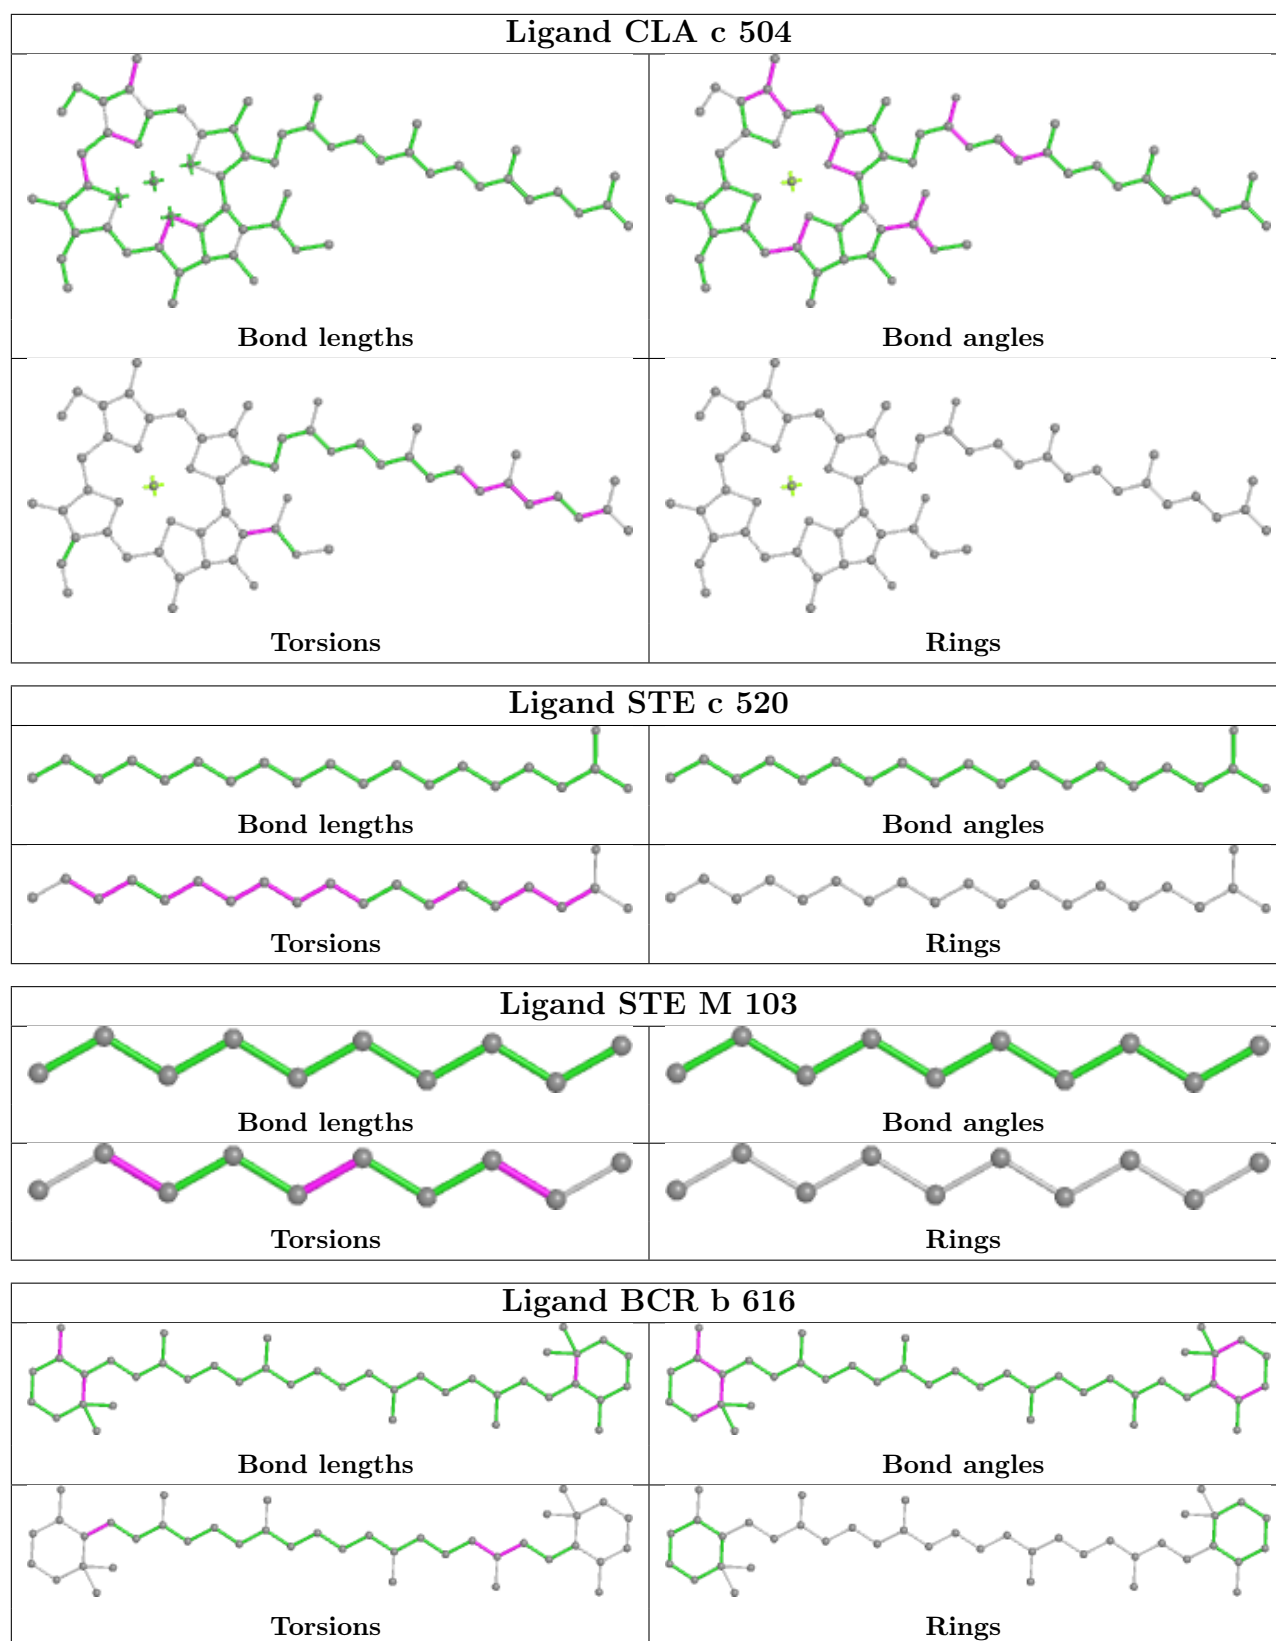 Ligand CLA c 504
Bond lengths
Bond angles
Torsions
Rings
Ligand STE c 520
Bond lengths
Bond angles
Torsions
Rings
Ligand STE M 103
Bond lengths
Bond angles
Torsions
Rings
Ligand BCR b 616
Bond lengths
Bond angles
Torsions
Rings